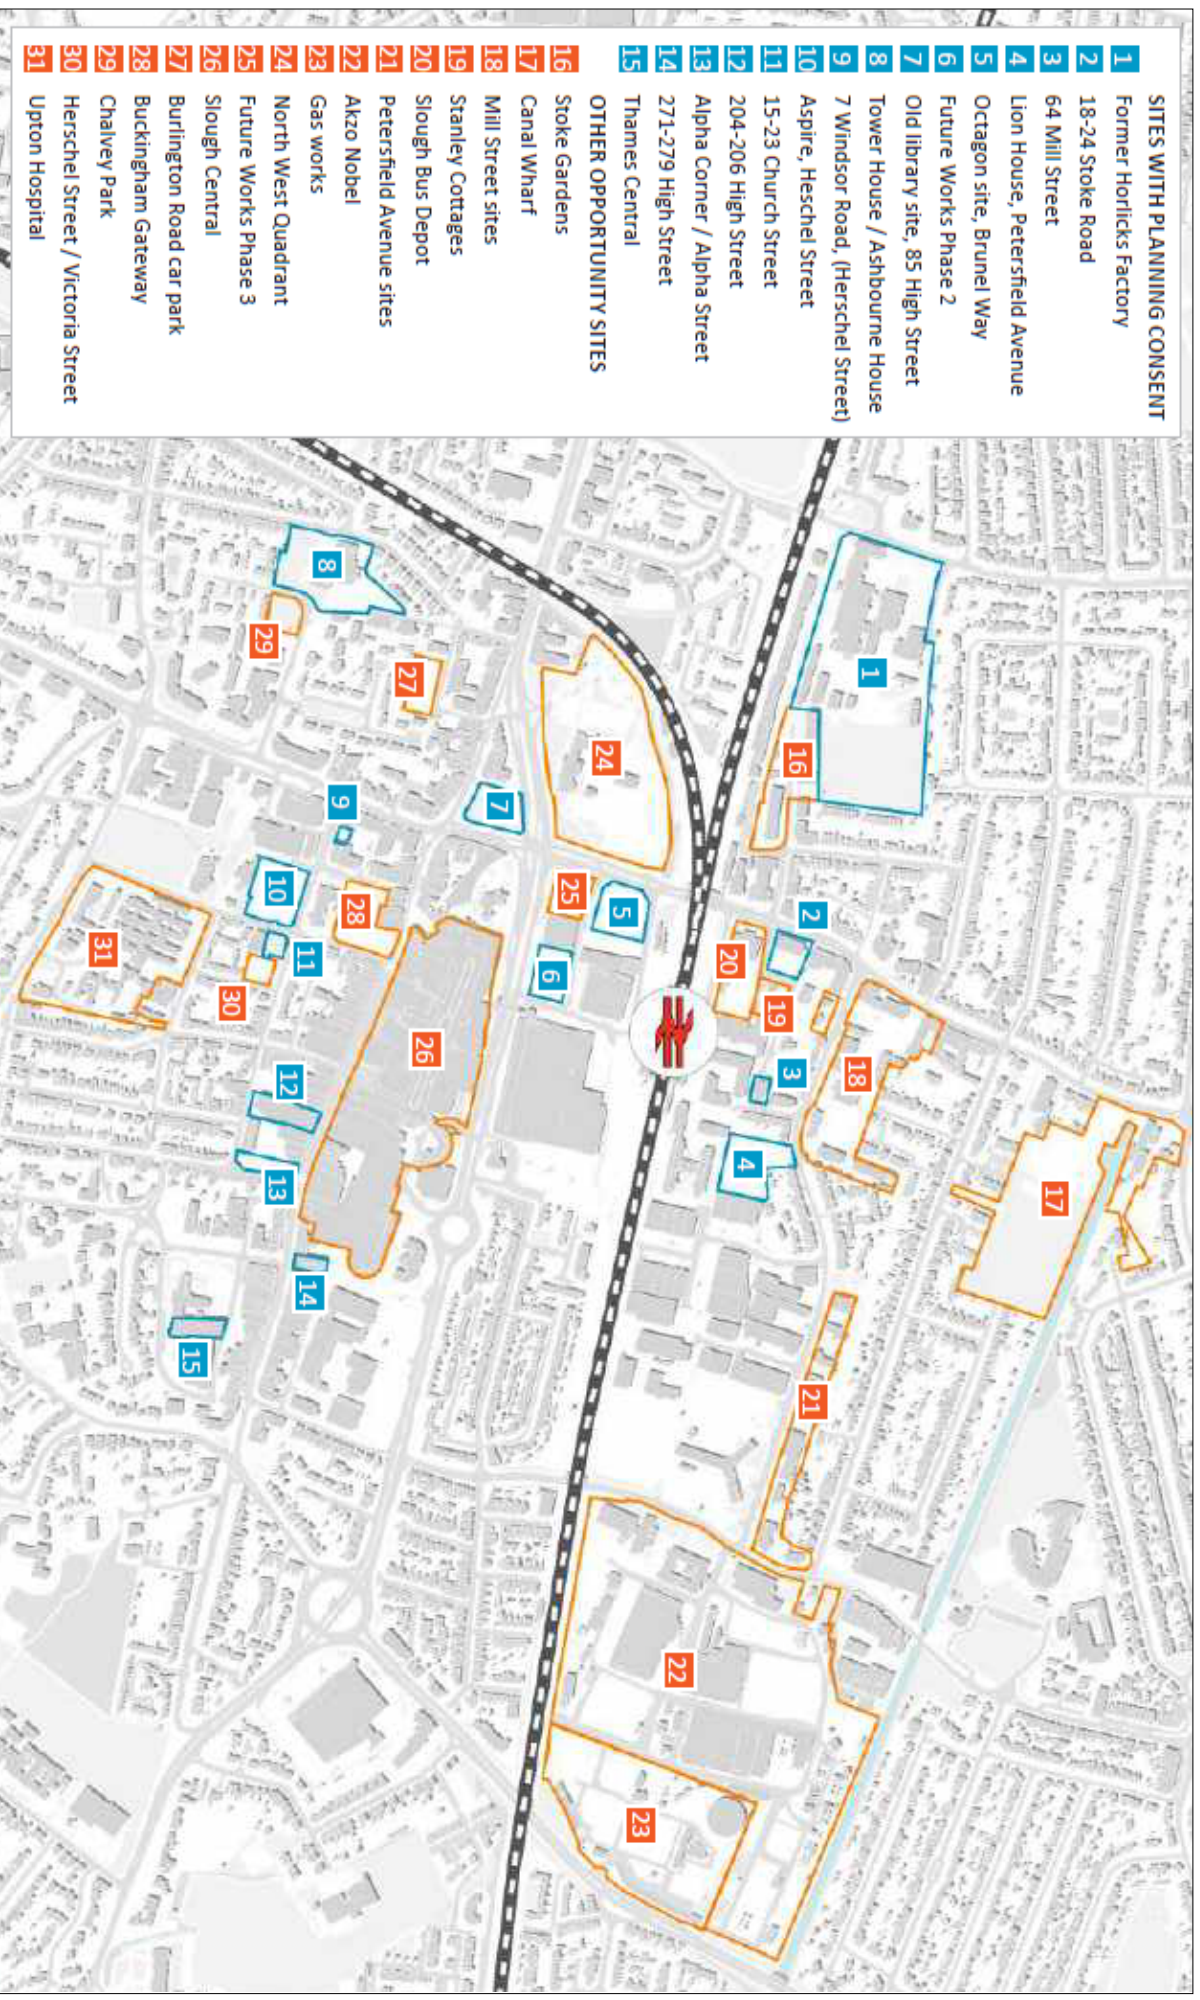 SITES WITH PLANNING CONSENT
1 Former Horlicks Factory
2 18-24 Stoke Road
3 64 Mill Street
4 Lion House, Petersfield Avenue
5 Octagon site, Brunel Way
6 Future Works Phase 2
7 Old library site, 85 High Street
8 Tower House / Ashbourne House
9 7 Windsor Road, (Herschel Street)
10 Aspire, Heschel Street
11 15-23 Church Street
12 204-206 High Street
13 Alpha Corner / Alpha Street
14 271-279 High Street
15 Thames Central
OTHER OPPORTUNITY SITES
16 Stoke Gardens
17 Canal Wharf
18 Mill Street sites
19 Stanley Cottages
20 Slough Bus Depot
21 Petersfield Avenue sites
22 Akzo Nobel
23 Gas works
24 North West Quadrant
25 Future Works Phase 3
26 Slough Central
27 Burlington Road car park
28 Buckingham Gateway
29 Chalvey Park
30 Herschel Street / Victoria Street
31 Upton Hospital
1
16
2
20
19
3
18
4
17
21
22
23
24
5
25
6
7
8
29
27
9
10
28
11
30
31
26
12
13
14
15